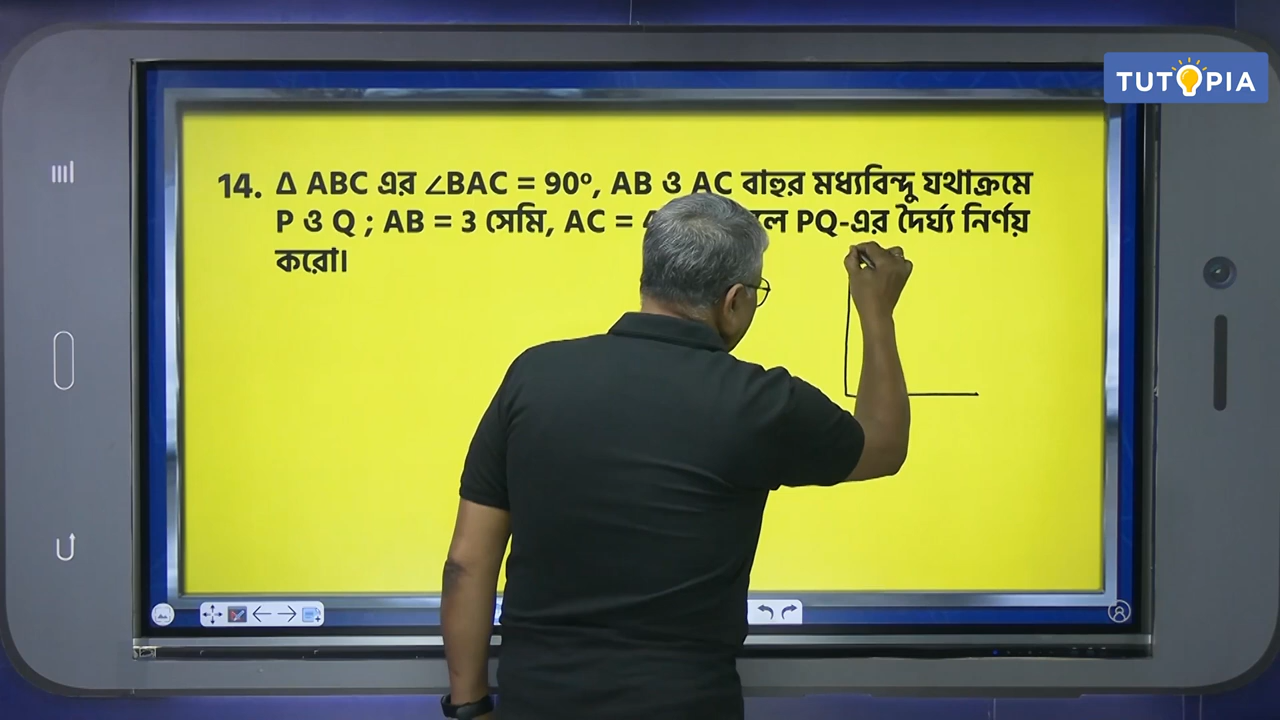 TUTOPIA
14. Δ ABC এর ∠BAC = 90°, AB ও AC বাহুর মধ্যবিন্দু যথাক্রমে
P ও Q ; AB = 3 সেমি, AC = PQ-এর দৈর্ঘ্য নির্ণয়
করো।